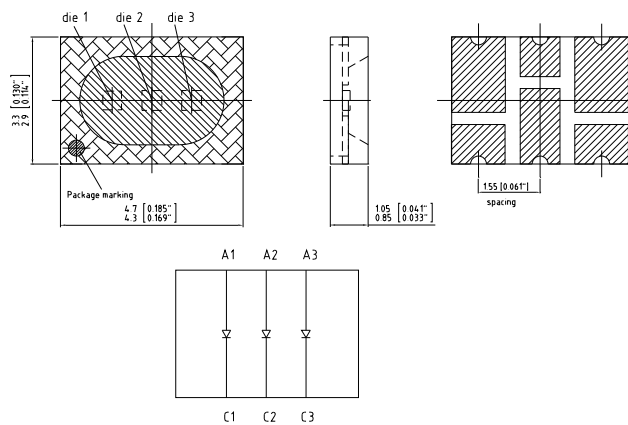 die 1 die 2 die 3
3.3 [0.130"]
2.9 [0.114"]
Package marking
4.7 [0.185"]
4.3 [0.169"]
1.05 [0.041"]
0.85 [0.033"]
1.55 [0.061"]
spacing
A1 A2 A3
C1 C2 C3